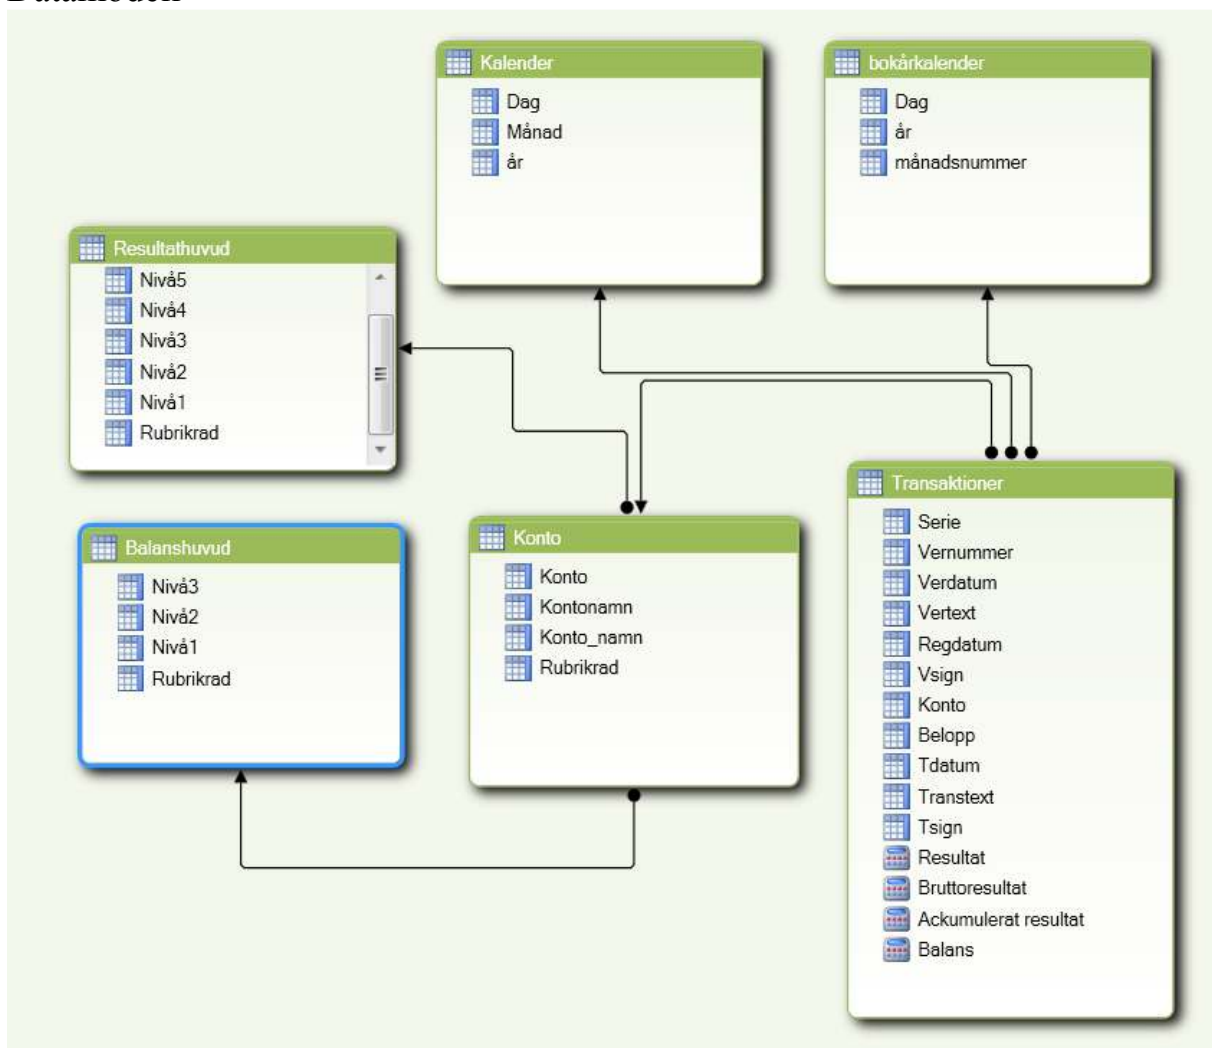 Datamodell
Kalender
Dag
Månad
år
bokårkalender
Dag
år
månadsnummer
Resultathuvud
Nivå5
Nivå4
Nivå3
Nivå2
Nivå1
Rubrikrad
Balanshuvud
Nivå3
Nivå2
Nivå1
Rubrikrad
Konto
Konto
Kontonamn
Konto_namn
Rubrikrad
Transaktioner
Serie
Vernummer
Verdatum
Vertext
Regdatum
Vsign
Konto
Belopp
Tdatum
Transtext
Tsign
Resultat
Bruttoresultat
Ackumulerat resultat
Balans